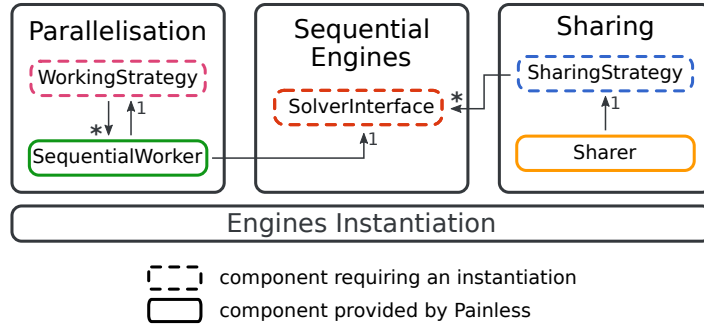 Parallelisation
WorkingStrategy
*
1
SequentialWorker
Sequential
Engines
SolverInterface
*
1
Sharing
SharingStrategy
1
Sharer
Engines Instantiation
component requiring an instantiation
component provided by Painless